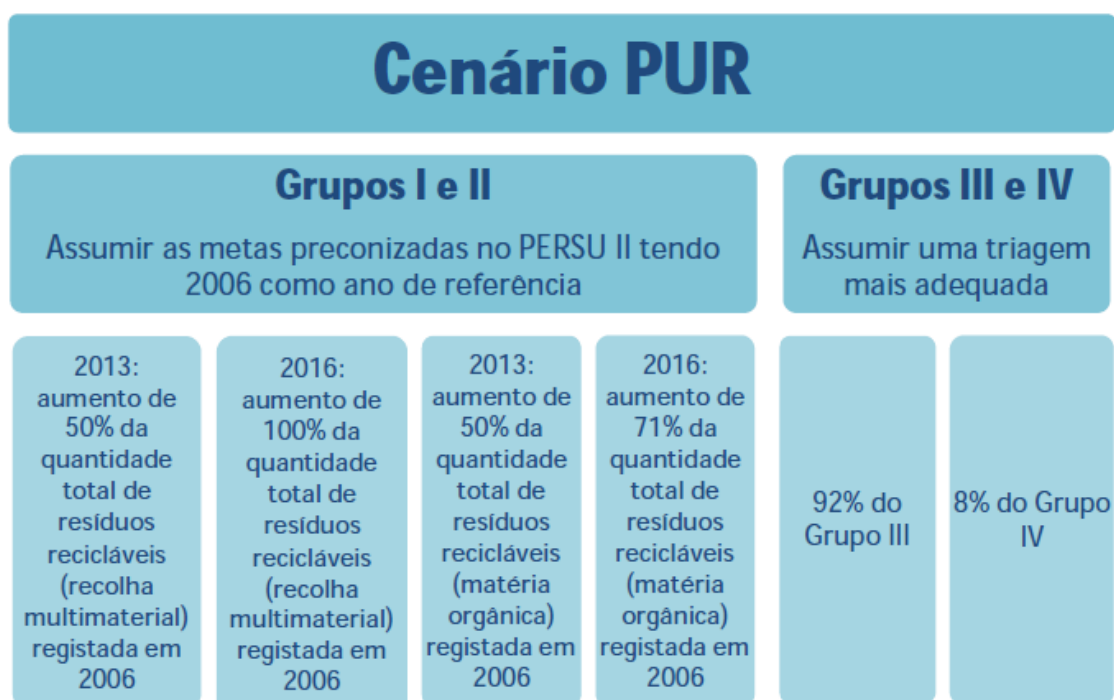 Cenário PUR
Grupos I e II
Assumir as metas preconizadas no PERSU II tendo
2006 como ano de referência
Grupos III e IV
Assumir uma triagem
mais adequada
2013:
aumento de
50% da
quantidade
total de
resíduos
recicláveis
(recolha
multimaterial)
registada em
2006
2016:
aumento de
100% da
quantidade
total de
resíduos
recicláveis
(recolha
multimaterial)
registada em
2006
2013:
aumento de
50% da
quantidade
total de
resíduos
recicláveis
(matéria
orgânica)
registada em
2006
2016:
aumento de
71% da
quantidade
total de
resíduos
recicláveis
(matéria
orgânica)
registada em
2006
92% do
Grupo III
8% do Grupo
IV